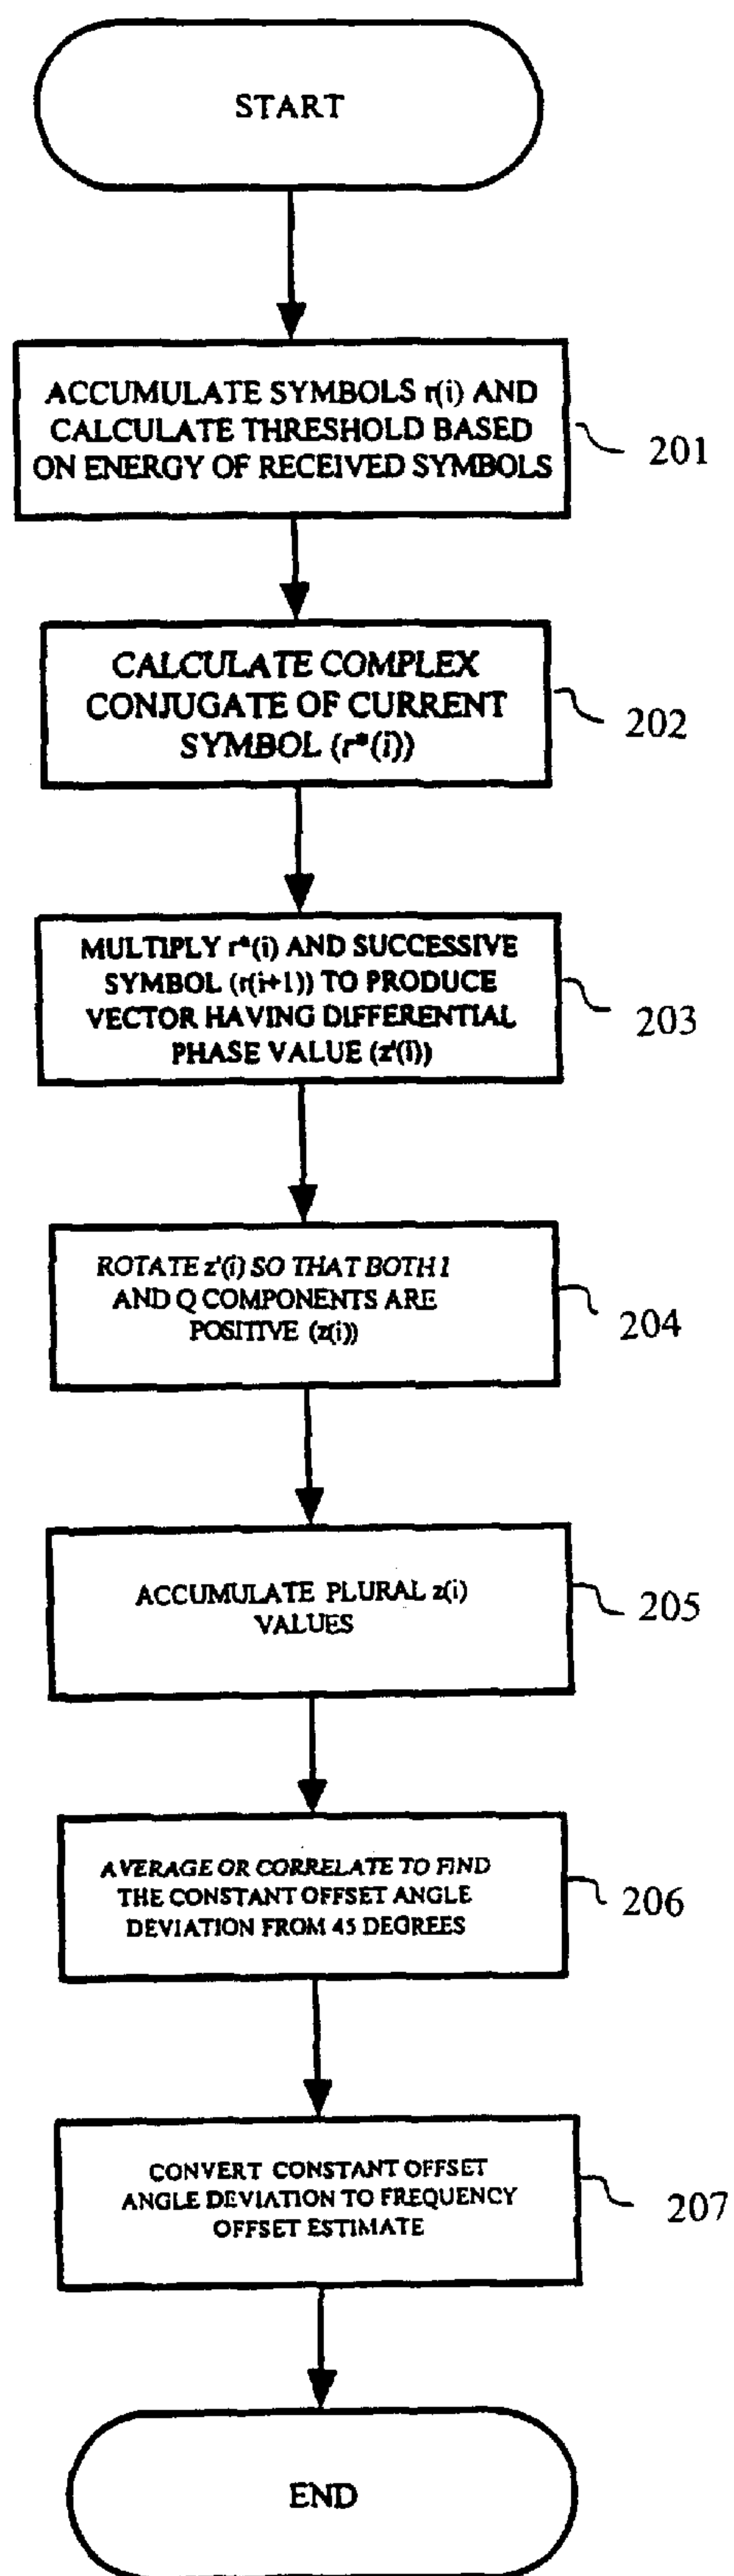 START
ACCUMULATE SYMBOLS r(i) AND
CALCULATE THRESHOLD BASED
ON ENERGY OF RECEIVED SYMBOLS
201
CALCULATE COMPLEX
CONJUGATE OF CURRENT
SYMBOL (r*(i))
202
MULTIPLY r*(i) AND SUCCESSIVE
SYMBOL (r(i+1)) TO PRODUCE
VECTOR HAVING DIFFERENTIAL
PHASE VALUE (z'(i))
203
ROTATE z'(i) SO THAT BOTH I
AND Q COMPONENTS ARE
POSITIVE (z(i))
204
ACCUMULATE PLURAL z(i)
VALUES
205
AVERAGE OR CORRELATE TO FIND
THE CONSTANT OFFSET ANGLE
DEVIATION FROM 45 DEGREES
206
CONVERT CONSTANT OFFSET
ANGLE DEVIATION TO FREQUENCY
OFFSET ESTIMATE
207
END